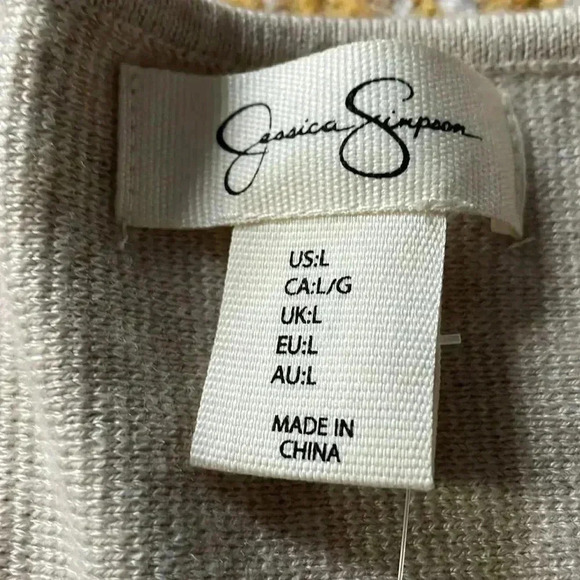 Jessica Simpson
US:L
CA:L/G
UK:L
EU:L
AU:L
MADE IN
CHINA